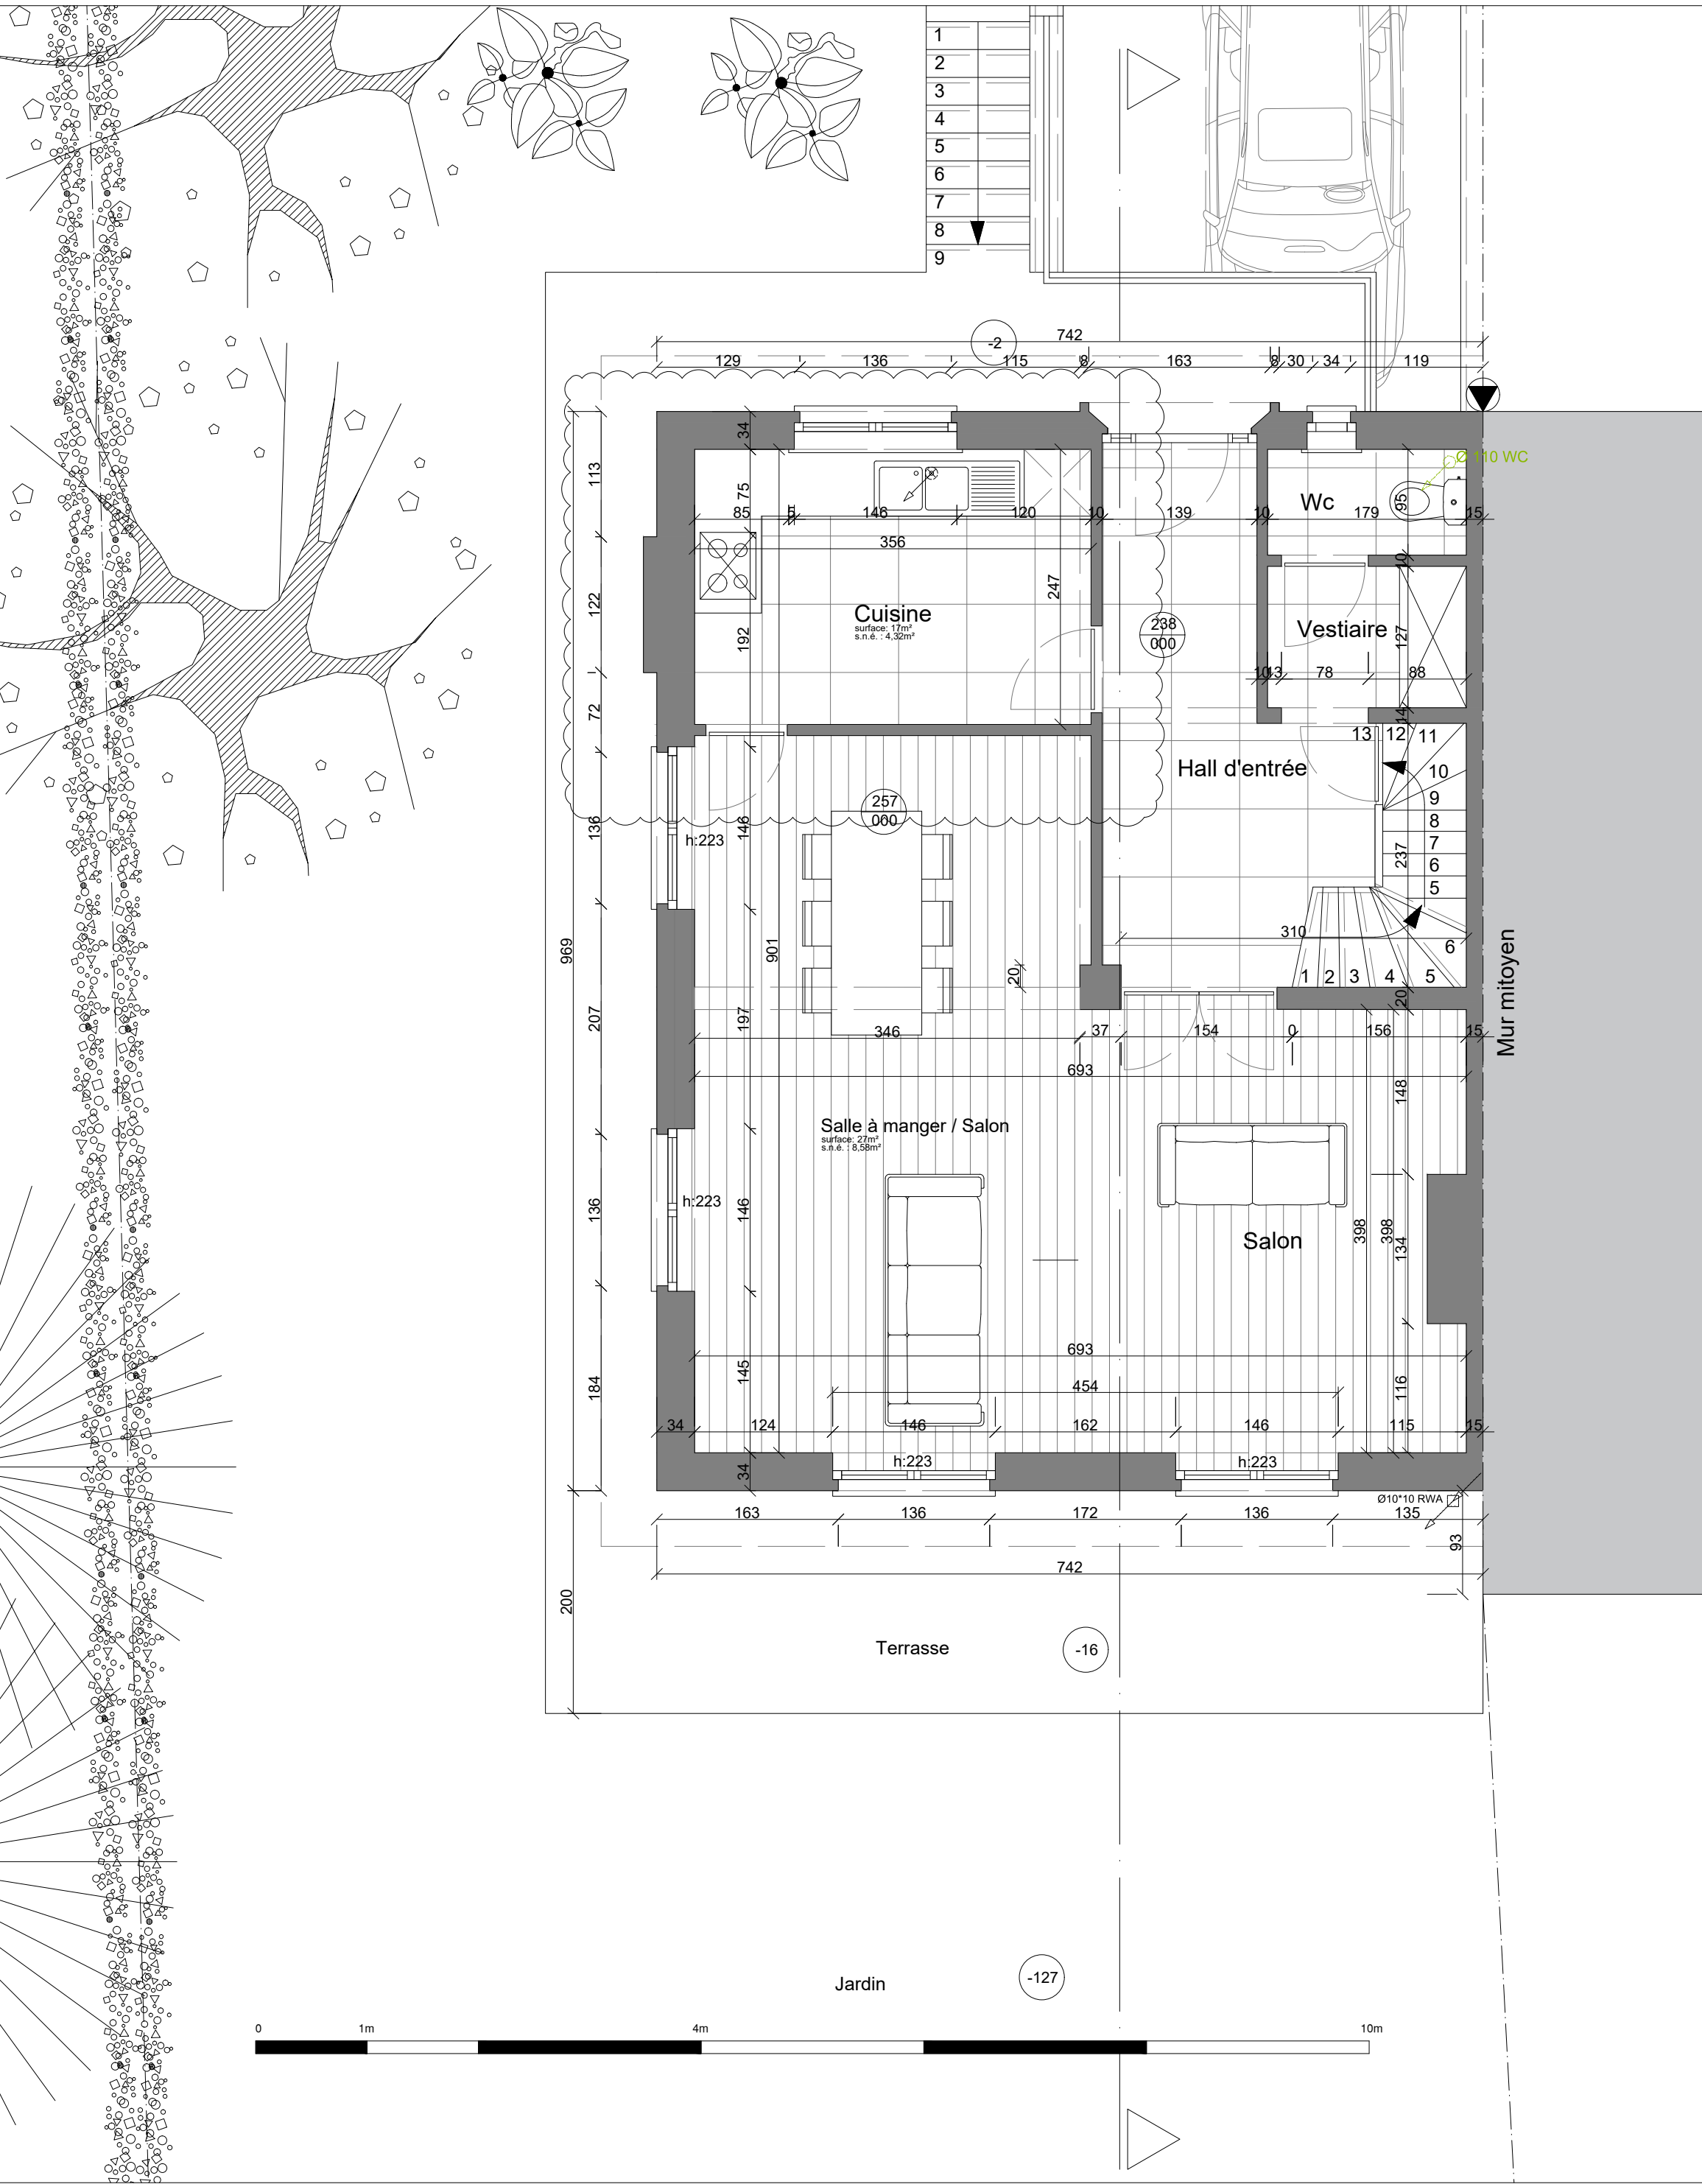 1
2
3
4
5
6
7
8
9
-2
742
129 136 115 8 163 8 30 34 119
34
113
Ø 110 WC
75
Wc
95
85 5 146 120 10 139 10 179 15
356
10
247
122
Cuisine
surface: 17m²
s.n.é. : 4,32m²
238
000
Vestiaire
127
192
10 13 78 88
72
14
13 12 11
Hall d'entrée
10
9
8
7
6
5
257
000
136
146
h:223
237
969
901
310
6
20
1 2 3 4 5
20
207
197
346 37 154 0 156 15
Mur mitoyen
693
148
Salle à manger / Salon
surface: 27m²
s.n.é. : 8,58m²
136
h:223
146
Salon
398
398
134
693
184
145
454
116
34 124 146 162 146 115 15
h:223
h:223
34
Ø10*10 RWA
163 136 172 136 135
93
742
200
Terrasse
-16
Jardin
-127
0 1m 4m 10m